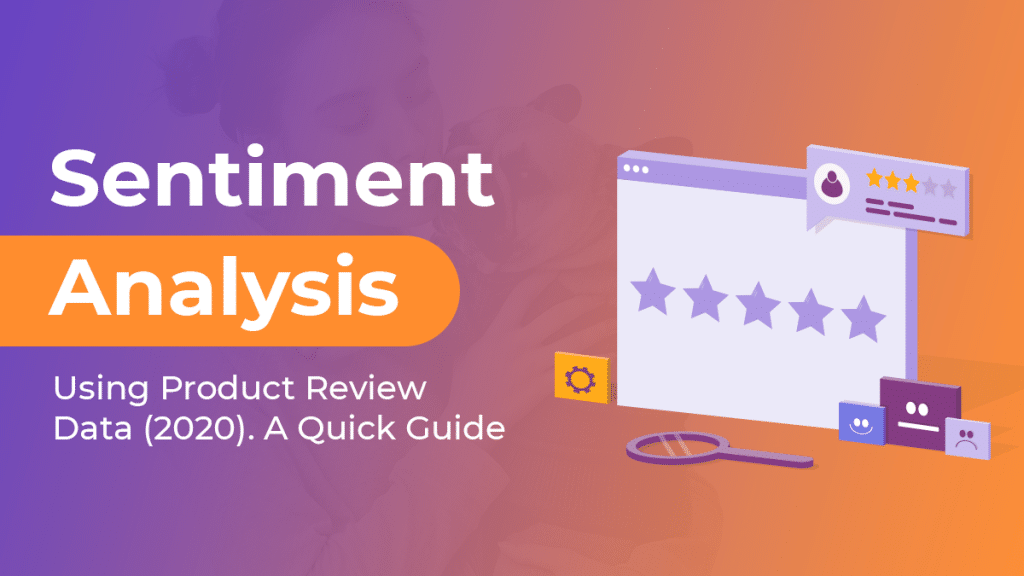 Sentiment
Analysis
Using Product Review
Data (2020). A Quick Guide